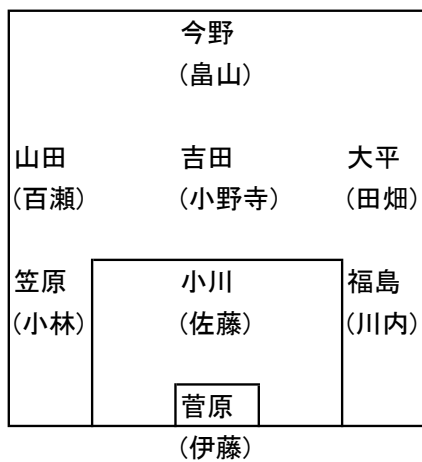 今野
(畠山)
山田 吉田 大平
(百瀬) (小野寺) (田畑)
笠原 小川 福島
(小林) (佐藤) (川内)
菅原
(伊藤)